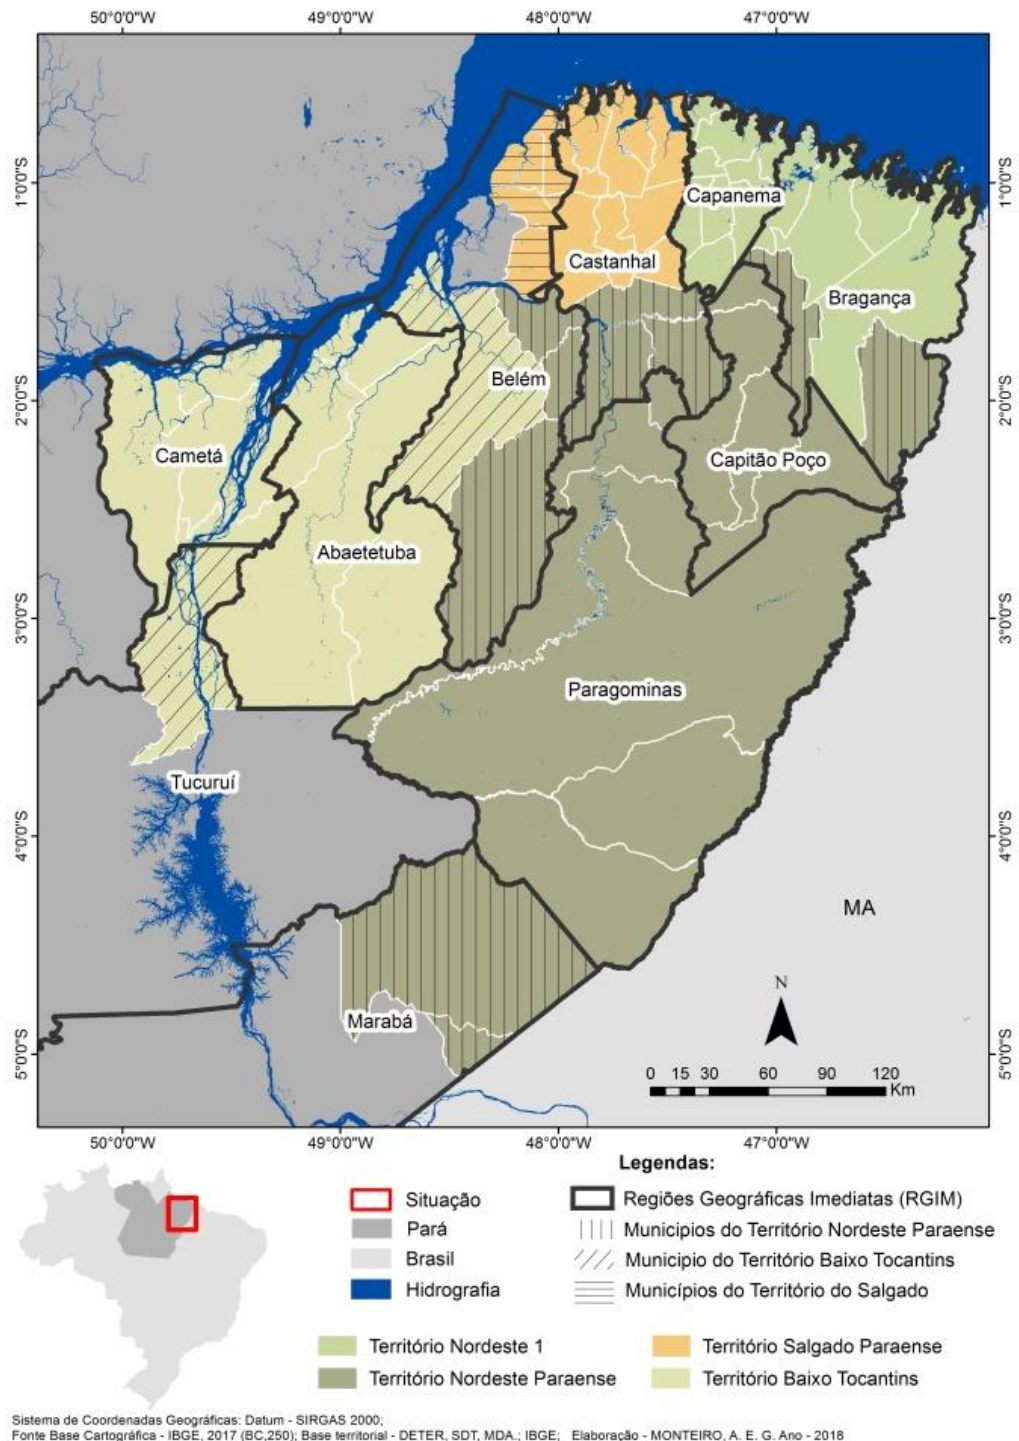 50°0'0"W 49°0'0"W 48°0'0"W 47°0'0"W
1°0'0"S 1°0'0"S
Capanema
Castanhal
Bragança
Belém
2°0'0"S 2°0'0"S
Cametá
Capitão Poço
Abaetetuba
3°0'0"S 3°0'0"S
Paragominas
Tucuruí
4°0'0"S 4°0'0"S
MA
N
Marabá
5°0'0"S 5°0'0"S
0 15 30 60 90 120
Km
50°0'0"W 49°0'0"W 48°0'0"W 47°0'0"W
Legendas:
Situação
Pará
Brasil
Hidrografia
Regiões Geográficas Imediatas (RGIM)
Municipios do Território Nordeste Paraense
Municipio do Território Baixo Tocantins
Municípios do Território do Salgado
Território Nordeste 1
Território Nordeste Paraense
Território Salgado Paraense
Território Baixo Tocantins
Sistema de Coordenadas Geográficas: Datum - SIRGAS 2000;
Fonte Base Cartográfica - IBGE, 2017 (BC,250); Base territorial - DETER, SDT, MDA.; IBGE; Elaboração - MONTEIRO, A. E. G. Ano - 2018